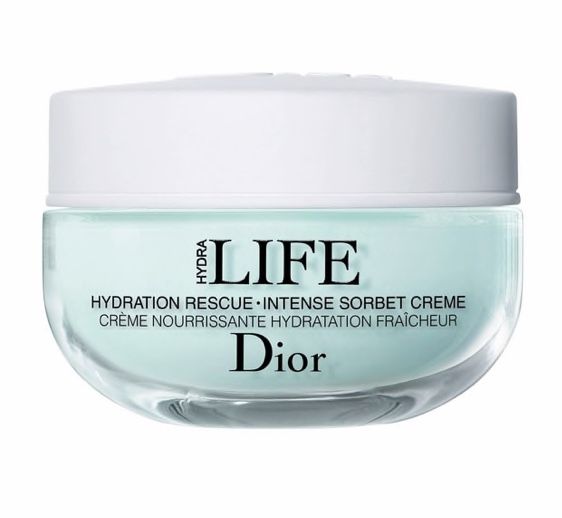 HYDRA LIFE
HYDRATION RESCUE • INTENSE SORBET CREME
CRÈME NOURRISSANTE HYDRATATION FRAÎCHEUR
Dior